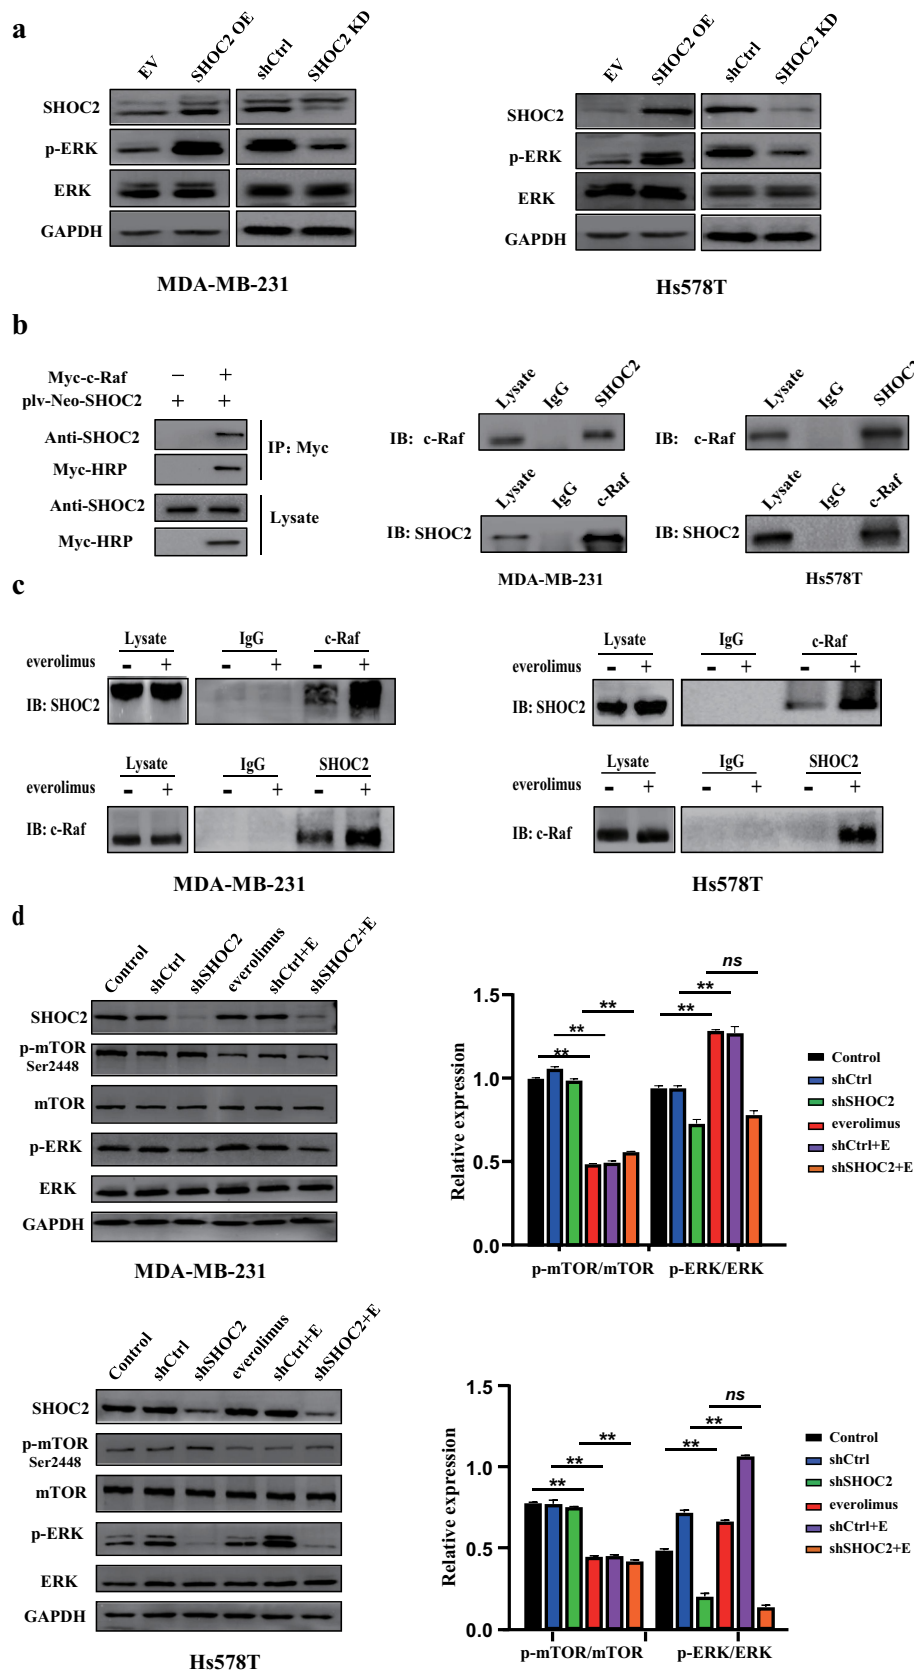 a
EV
SHOC2 OE
shCtrl
SHOC2 KD
SHOC2
p-ERK
ERK
GAPDH
MDA-MB-231
EV
SHOC2 OE
shCtrl
SHOC2 KD
SHOC2
p-ERK
ERK
GAPDH
Hs578T
b
Myc-c-Raf − +
plv-Neo-SHOC2 + +
Anti-SHOC2
Myc-HRP
IP: Myc
Anti-SHOC2
Myc-HRP
Lysate
Lysate
IgG
SHOC2
IB: c-Raf
Lysate
IgG
c-Raf
IB: SHOC2
MDA-MB-231
Lysate
IgG
SHOC2
IB: c-Raf
Lysate
IgG
c-Raf
IB: SHOC2
Hs578T
c
Lysate IgG c-Raf
everolimus - + - + - +
IB: SHOC2
Lysate IgG SHOC2
everolimus - + - + - +
IB: c-Raf
MDA-MB-231
Lysate IgG c-Raf
everolimus - + - + - +
IB: SHOC2
Lysate IgG SHOC2
everolimus - + - + - +
IB: c-Raf
Hs578T
d
Control
shCtrl
shSHOC2
everolimus
shCtrl+E
shSHOC2+E
SHOC2
p-mTOR
Ser2448
mTOR
p-ERK
ERK
GAPDH
MDA-MB-231
Relative expression
1.5
1.0
0.5
0.0
**
**
**
**
**
ns
p-mTOR/mTOR p-ERK/ERK
Control
shCtrl
shSHOC2
everolimus
shCtrl+E
shSHOC2+E
Control
shCtrl
shSHOC2
everolimus
shCtrl+E
shSHOC2+E
SHOC2
p-mTOR
Ser2448
mTOR
p-ERK
ERK
GAPDH
Hs578T
Relative expression
1.5
1.0
0.5
0.0
**
**
**
**
**
ns
p-mTOR/mTOR p-ERK/ERK
Control
shCtrl
shSHOC2
everolimus
shCtrl+E
shSHOC2+E